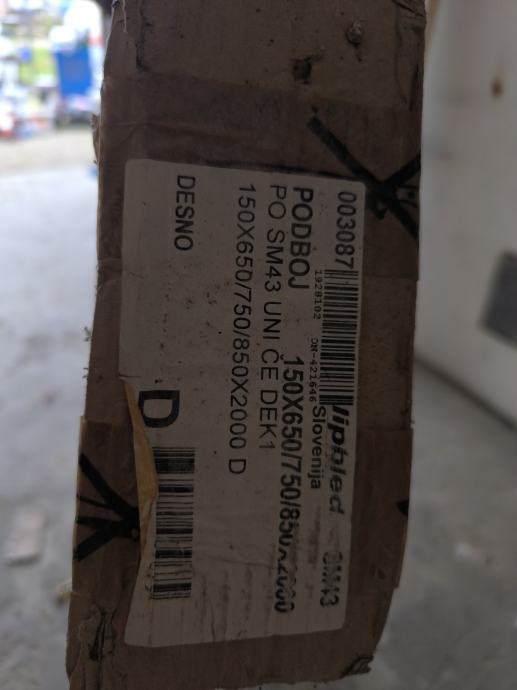 003087 lipbled SM43
1928102 DN-421646 Slovenija
PODBOJ 150X650/750/850X2000
PO SM43 UNI ČE DEK1
150X650/750/850X2000 D
DESNO D